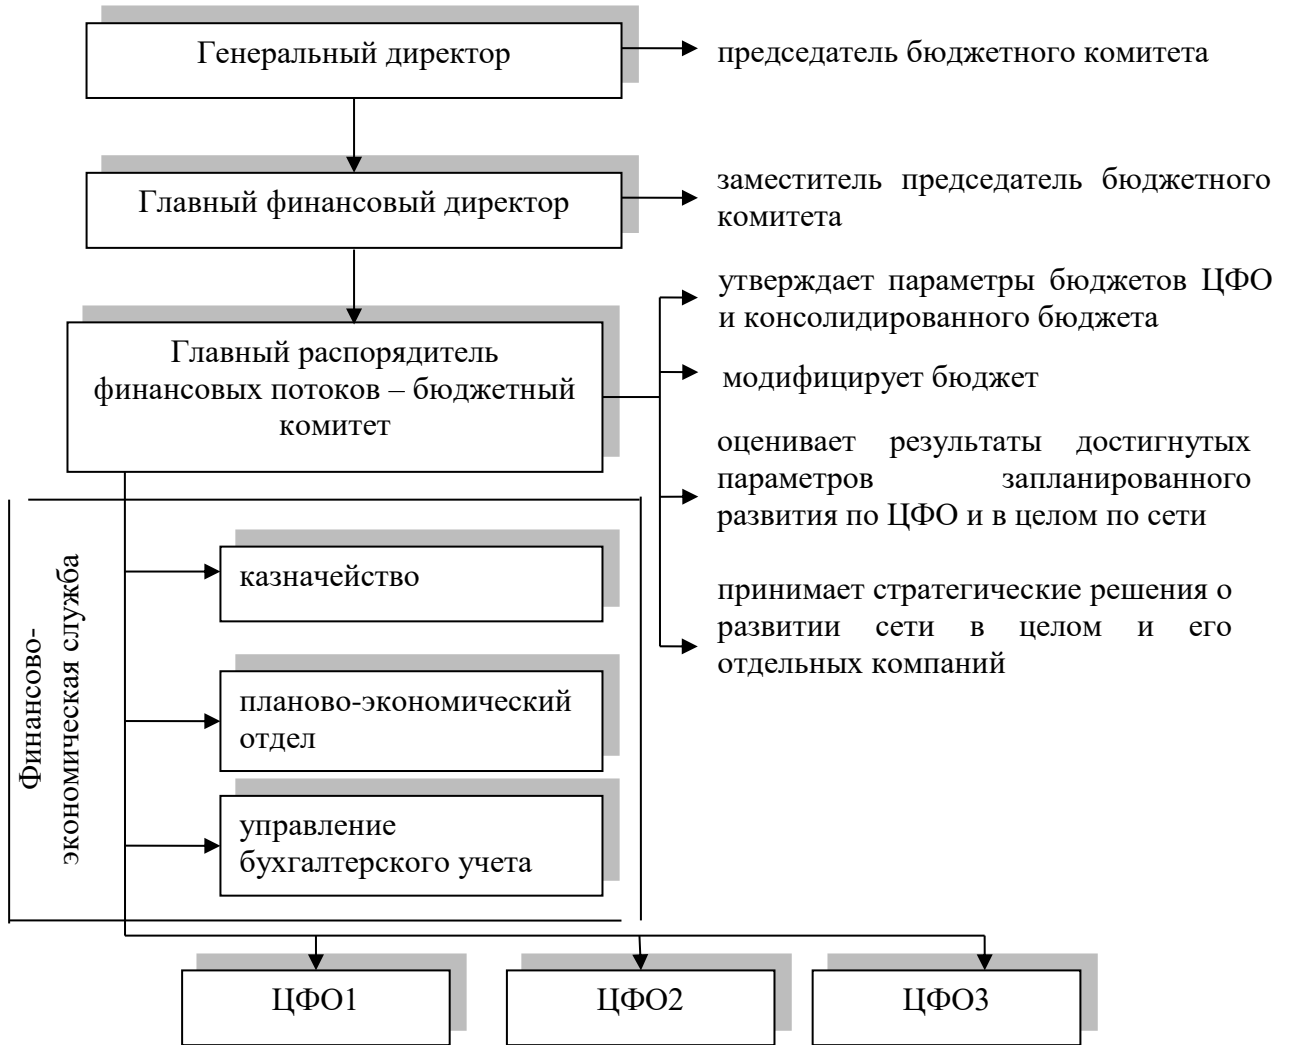 Генеральный директор
председатель бюджетного комитета
Главный финансовый директор
заместитель председатель бюджетного
комитета
Главный распорядитель
финансовых потоков – бюджетный
комитет
утверждает параметры бюджетов ЦФО
и консолидированного бюджета
модифицирует бюджет
оценивает результаты достигнутых
параметров запланированного
развития по ЦФО и в целом по сети
принимает стратегические решения о
развитии сети в целом и его
отдельных компаний
Финансово-
экономическая служба
казначейство
планово-экономический
отдел
управление
бухгалтерского учета
ЦФО1
ЦФО2
ЦФО3